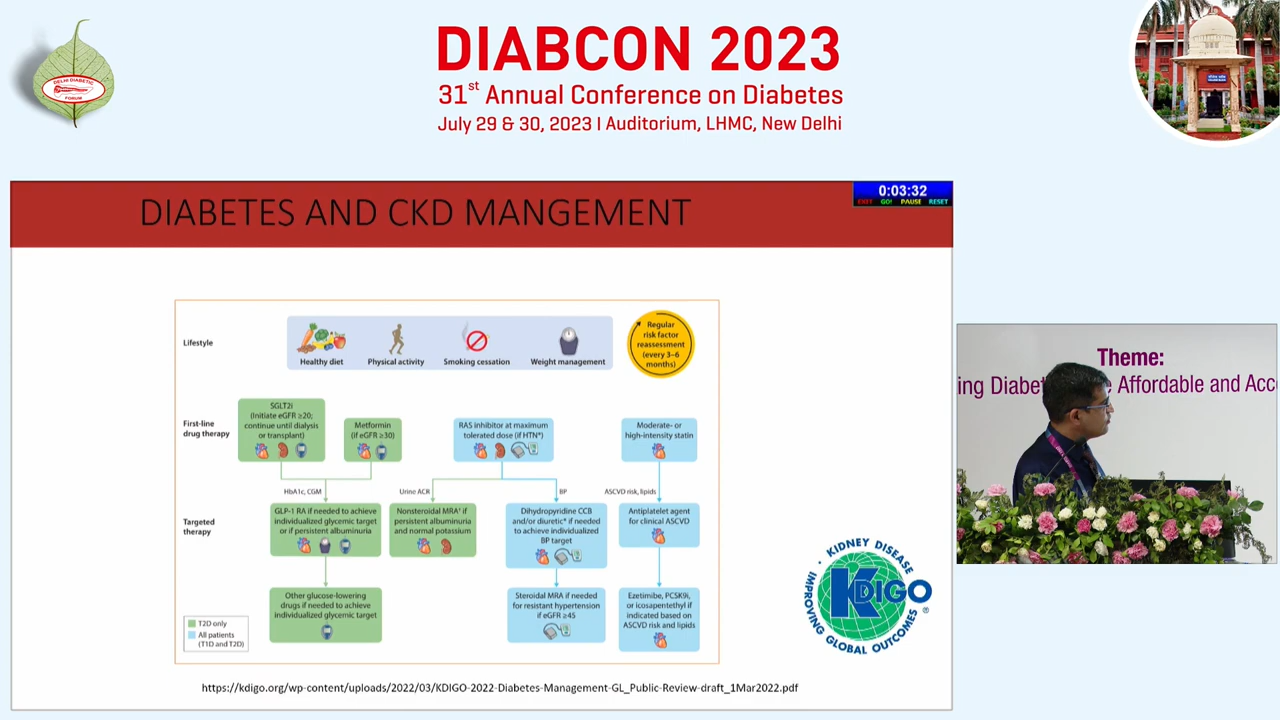 DELHI DIABETIC
FORUM
DIABCON 2023
31st Annual Conference on Diabetes
July 29 & 30, 2023 | Auditorium, LHMC, New Delhi
DIABETES AND CKD MANGEMENT
0:03:32
EXIT GO! PAUSE RESET
Lifestyle
Healthy diet
Physical activity
Smoking cessation
Weight management
Regular
risk factor
reassessment
(every 3–6
months)
First-line
drug therapy
SGLT2i
(Initiate eGFR ≥20;
continue until dialysis
or transplant)
Metformin
(if eGFR ≥30)
RAS inhibitor at maximum
tolerated dose (if HTN*)
Moderate- or
high-intensity statin
HbA1c, CGM
Urine ACR
BP
ASCVD risk, lipids
Targeted
therapy
GLP-1 RA if needed to achieve
individualized glycemic target
or if persistent albuminuria
Nonsteroidal MRA† if
persistent albuminuria
and normal potassium
Dihydropyridine CCB
and/or diuretic* if needed
to achieve individualized
BP target
Antiplatelet agent
for clinical ASCVD
Other glucose-lowering
drugs if needed to achieve
individualized glycemic target
Steroidal MRA if needed
for resistant hypertension
if eGFR ≥45
Ezetimibe, PCSK9i,
or icosapentethyl if
indicated based on
ASCVD risk and lipids
T2D only
All patients
(T1D and T2D)
KIDNEY DISEASE
KDIGO
IMPROVING GLOBAL OUTCOMES
®
https://kdigo.org/wp-content/uploads/2022/03/KDIGO-2022-Diabetes-Management-GL_Public-Review-draft_1Mar2022.pdf
Theme:
ing Diabet Affordable and Acc